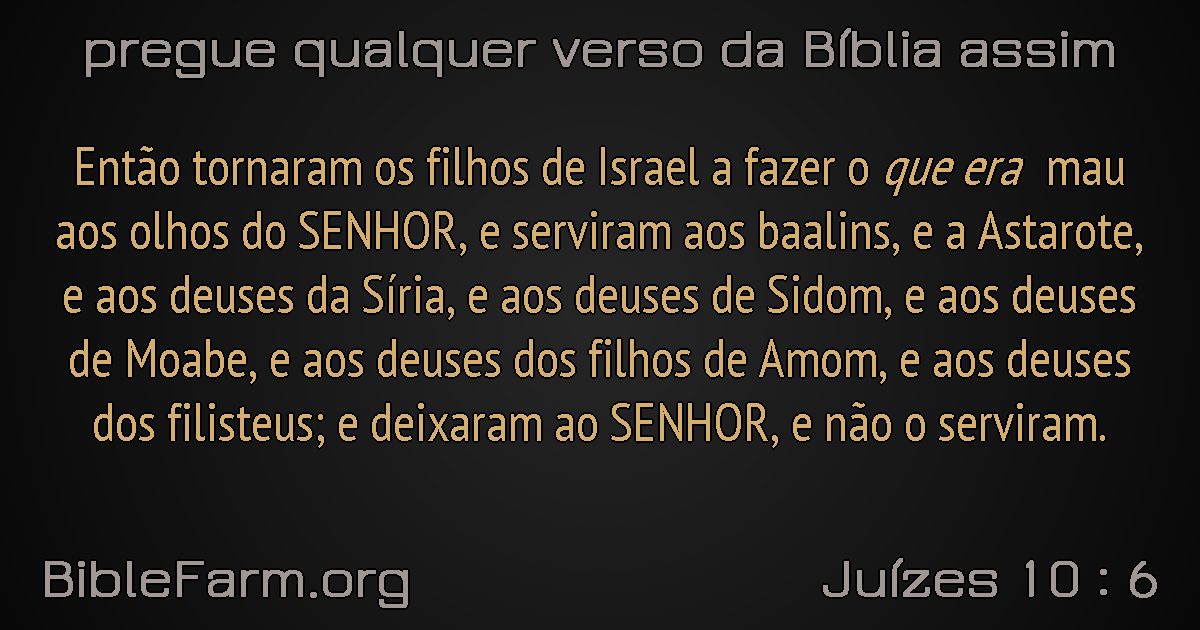 pregue qualquer verso da Bíblia assim
Então tornaram os filhos de Israel a fazer o que era mau
aos olhos do SENHOR, e serviram aos baalins, e a Astarote,
e aos deuses da Síria, e aos deuses de Sidom, e aos deuses
de Moabe, e aos deuses dos filhos de Amom, e aos deuses
dos filisteus; e deixaram ao SENHOR, e não o serviram.
BibleFarm.org
Juízes 10 : 6